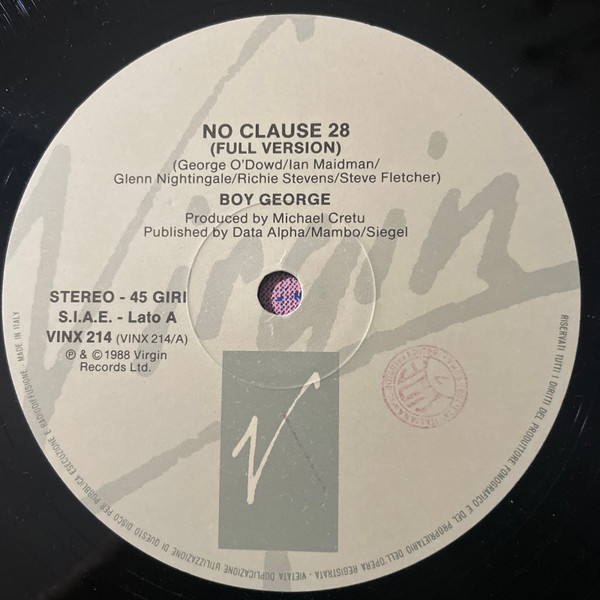 Virgin
NO CLAUSE 28
(FULL VERSION)
(George O'Dowd/Ian Maidman/
Glenn Nightingale/Richie Stevens/Steve Fletcher)
BOY GEORGE
Produced by Michael Cretu
Published by Data Alpha/Mambo/Siegel
STEREO - 45 GIRI
S.I.A.E. - Lato A
VINX 214 (VINX 214/A)
℗ & © 1988 Virgin
Records Ltd.
V
RISERVATI TUTTI I DIRITTI DEL PRODUTTORE FONOGRAFICO E DEL PROPRIETARIO DELL'OPERA REGISTRATA - VIETATA DUPLICAZIONE UTILIZZAZIONE DI QUESTO DISCO PER PUBBLICA ESECUZIONE E RADIODIFFUSIONE - MADE IN ITALY